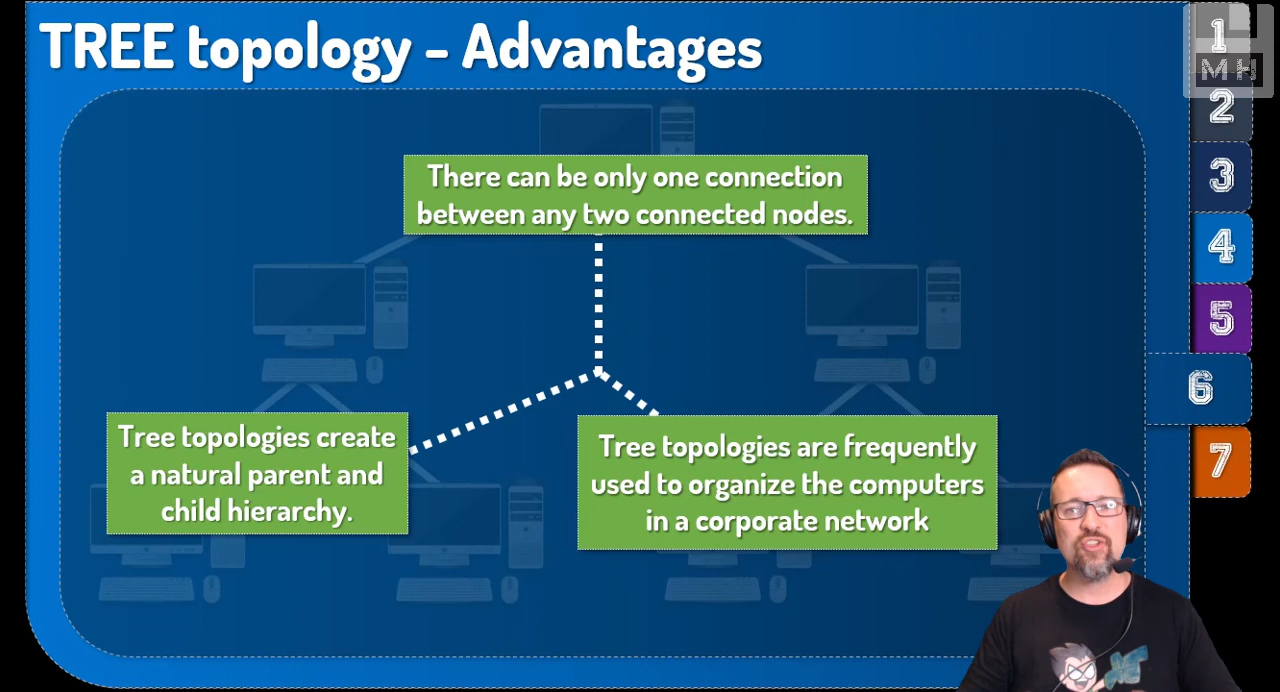 TREE topology – Advantages
There can be only one connection
between any two connected nodes.
Tree topologies create
a natural parent and
child hierarchy.
Tree topologies are frequently
used to organize the computers
in a corporate network
1
MH
2
3
4
5
6
7